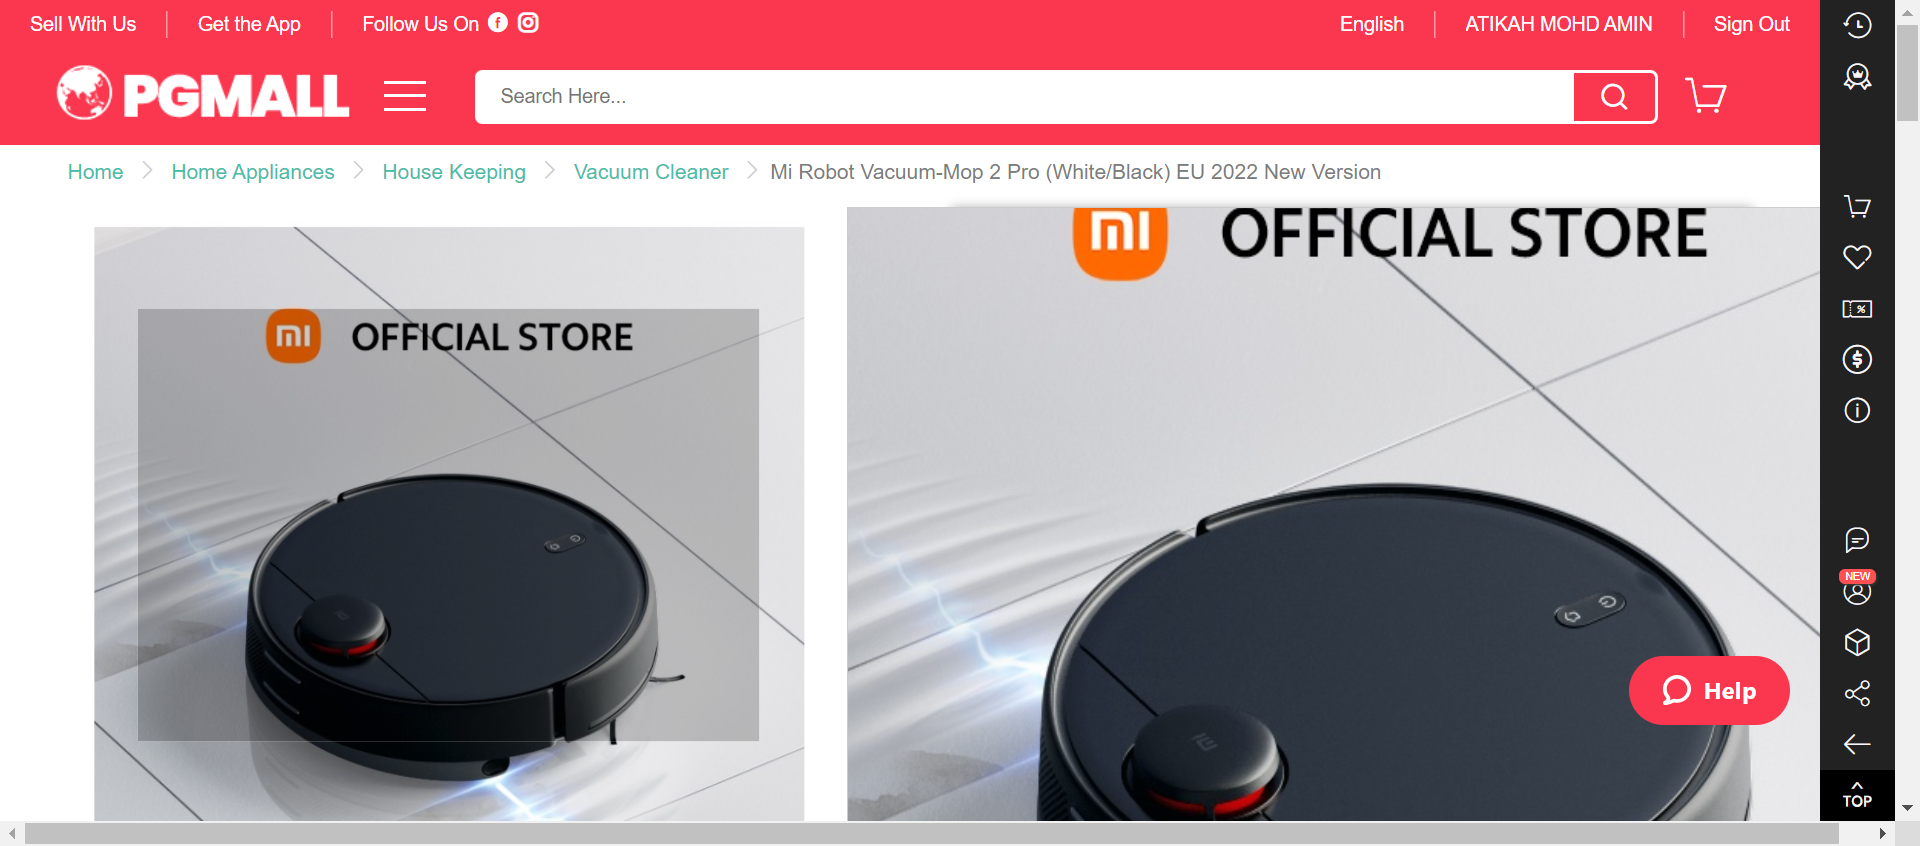 Sell With Us
Get the App
Follow Us On
English
ATIKAH MOHD AMIN
Sign Out
PGMALL
Search Here...
Home
Home Appliances
House Keeping
Vacuum Cleaner
Mi Robot Vacuum-Mop 2 Pro (White/Black) EU 2022 New Version
mi OFFICIAL STORE
mi OFFICIAL STORE
NEW
Help
TOP